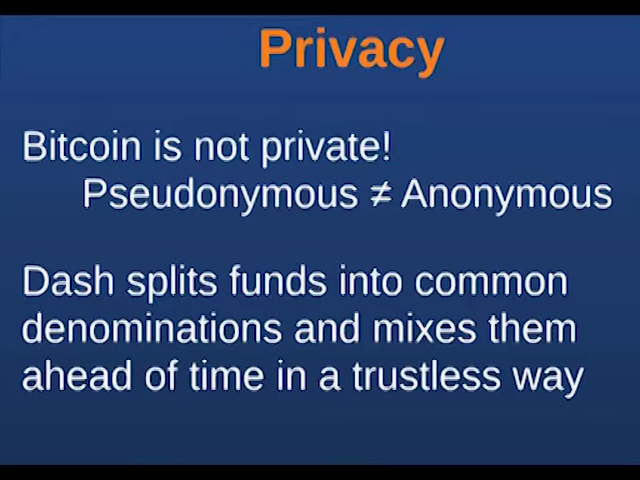 Privacy
Bitcoin is not private!
Pseudonymous ≠ Anonymous
Dash splits funds into common
denominations and mixes them
ahead of time in a trustless way